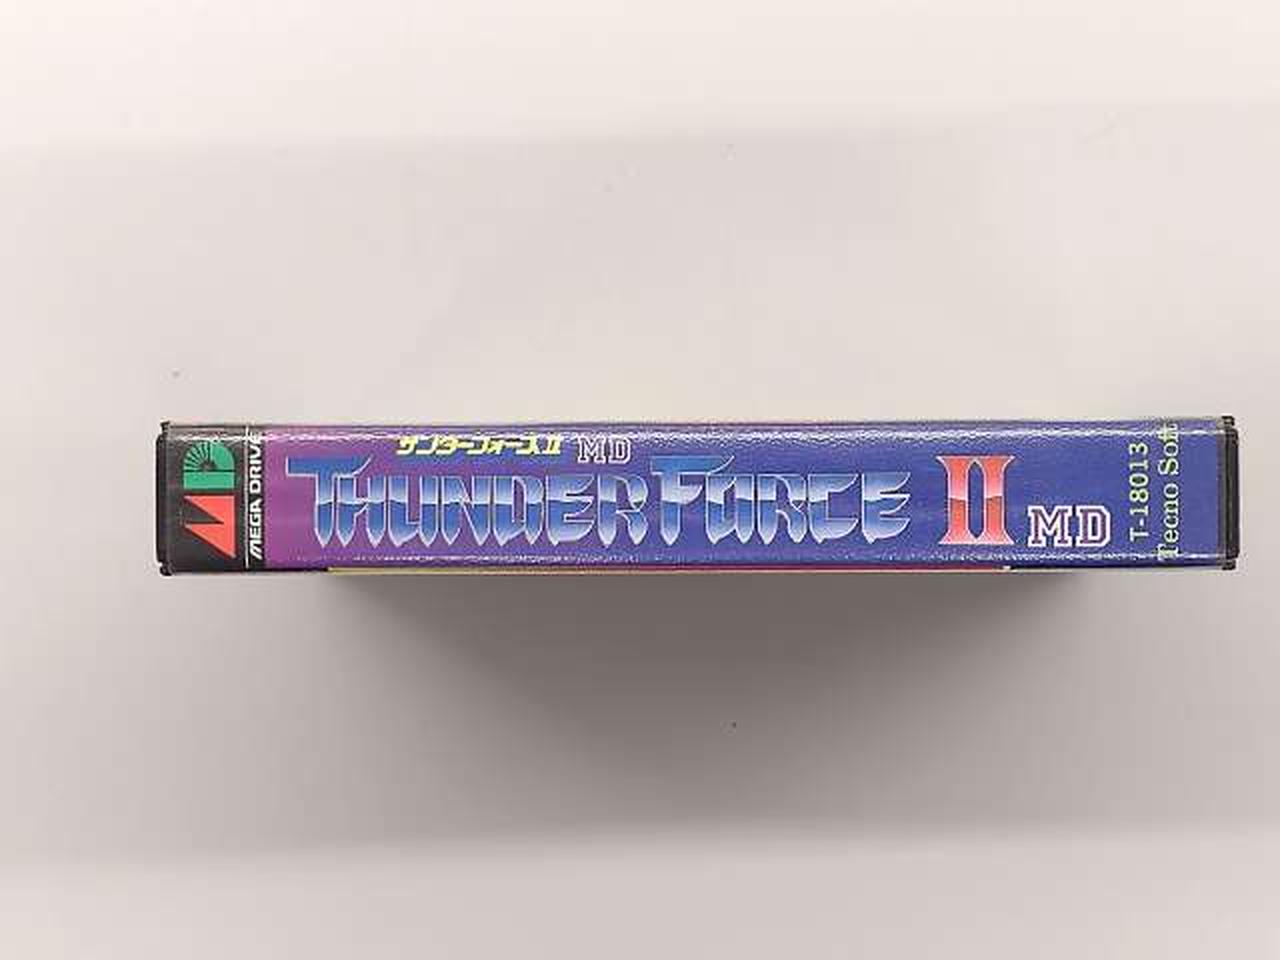 MD
MEGA DRIVE
サンダーフォースII MD
THUNDER FORCE II MD
T-18013
Tecno Soft